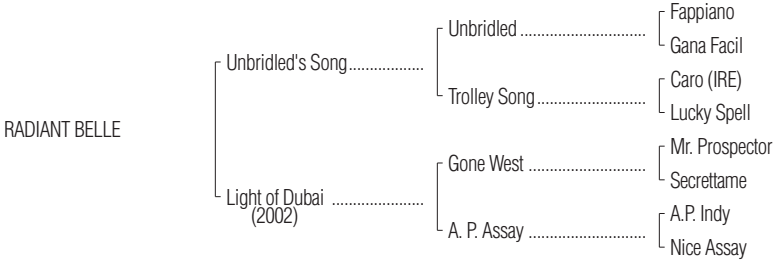 Fappiano
Unbridled ..............................
Gana Facil
Unbridled's Song..................
Caro (IRE)
Trolley Song..........................
Lucky Spell
RADIANT BELLE
Mr. Prospector
Gone West ............................
Secrettame
Light of Dubai ......................
(2002)
A.P. Indy
A. P. Assay ............................
Nice Assay